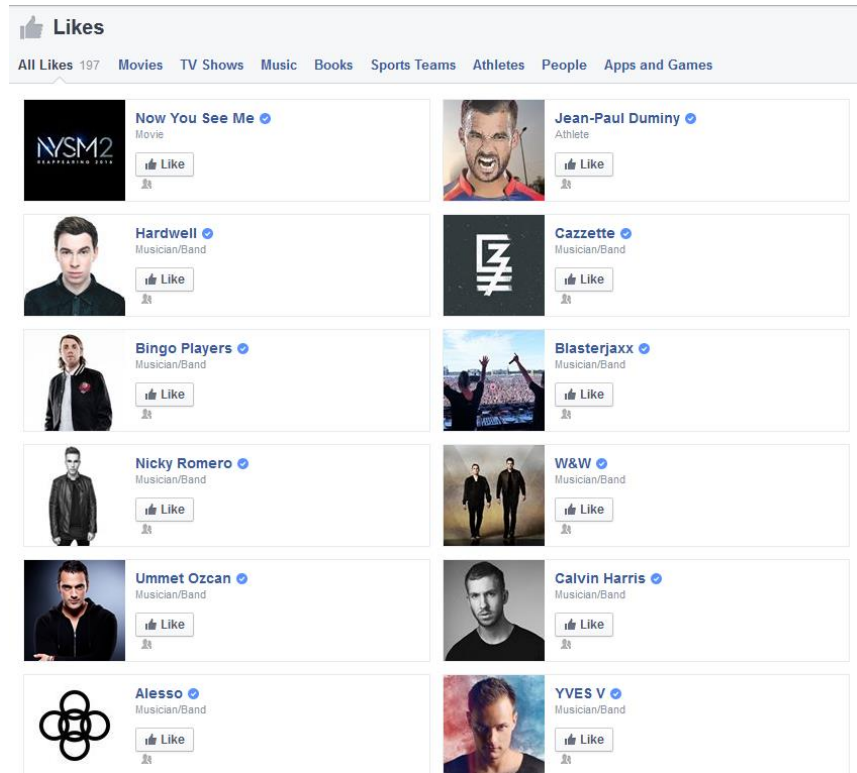 Likes
All Likes 197 Movies TV Shows Music Books Sports Teams Athletes People Apps and Games
NYSM2
REAPPEARING 2016
Now You See Me
Movie
Like
Jean-Paul Duminy
Athlete
Like
Hardwell
Musician/Band
Like
Cazzette
Musician/Band
Like
Bingo Players
Musician/Band
Like
Blasterjaxx
Musician/Band
Like
Nicky Romero
Musician/Band
Like
W&W
Musician/Band
Like
Ummet Ozcan
Musician/Band
Like
Calvin Harris
Musician/Band
Like
Alesso
Musician/Band
Like
YVES V
Musician/Band
Like